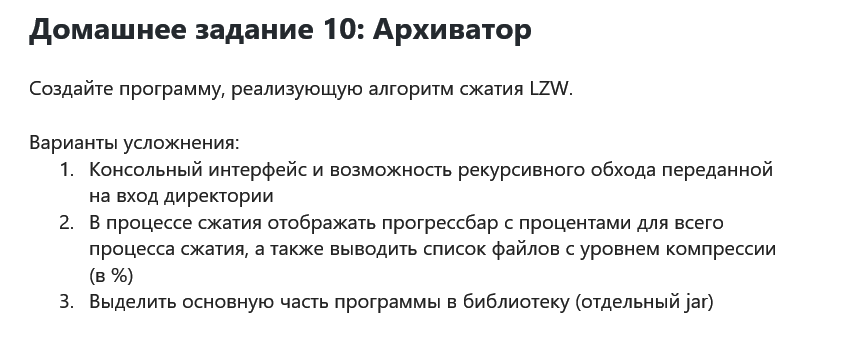 Домашнее задание 10: Архиватор
Создайте программу, реализующую алгоритм сжатия LZW.
Варианты усложнения:
1. Консольный интерфейс и возможность рекурсивного обхода переданной
на вход директории
2. В процессе сжатия отображать прогрессбар с процентами для всего
процесса сжатия, а также выводить список файлов с уровнем компрессии
(в %)
3. Выделить основную часть программы в библиотеку (отдельный jar)